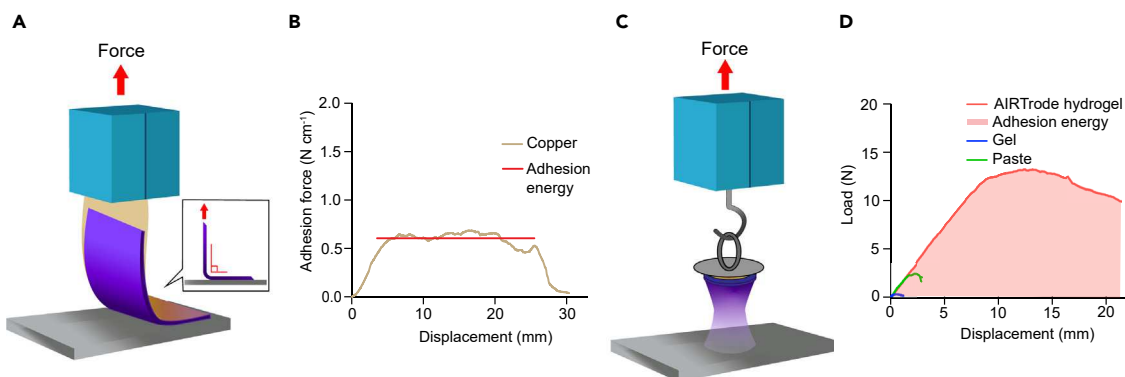 A
Force
B
Adhesion force (N cm⁻¹)
2.0
1.5
1.0
0.5
0.0
0
10
20
30
Displacement (mm)
Copper
Adhesion
energy
C
Force
D
Load (N)
20
15
10
5
0
0
5
10
15
20
Displacement (mm)
AIRTrode hydrogel
Adhesion energy
Gel
Paste